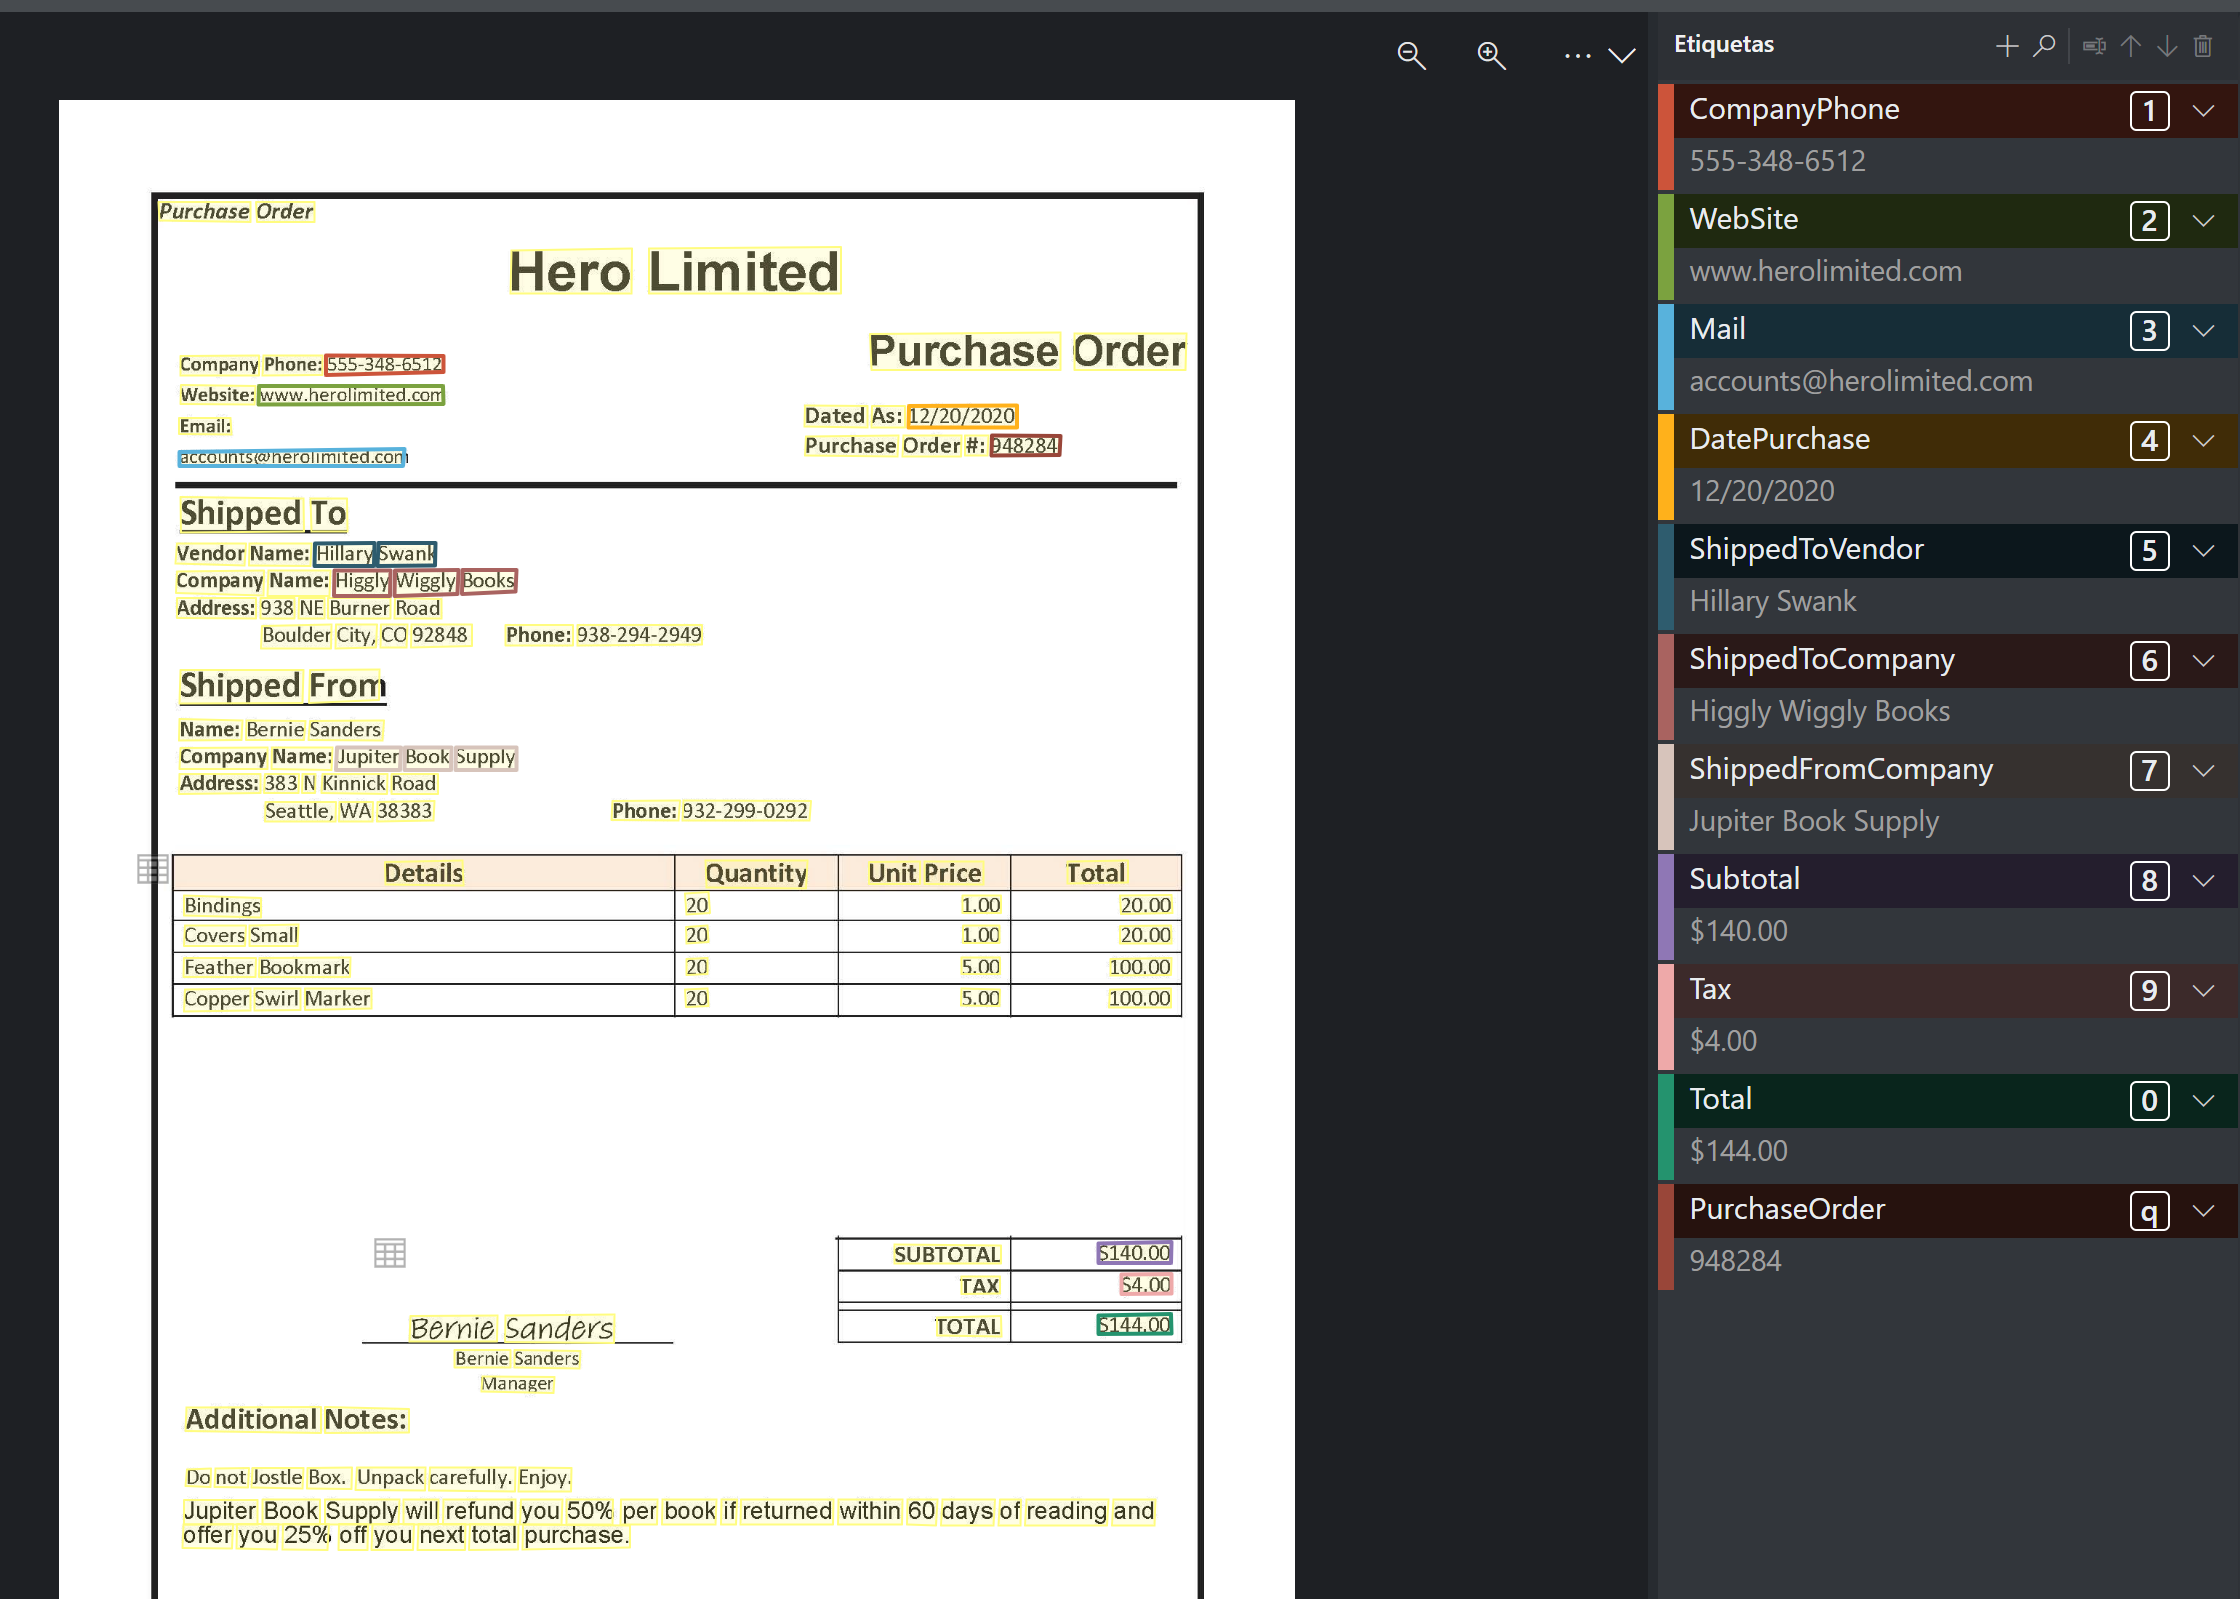 Purchase Order
Hero Limited
Purchase Order
Company Phone: 555-348-6512
Website: www.herolimited.com
Email:
accounts@herolimited.com
Dated As: 12/20/2020
Purchase Order #: 948284
Shipped To
Vendor Name: Hillary Swank
Company Name: Higgly Wiggly Books
Address: 938 NE Burner Road
Boulder City, CO 92848 Phone: 938-294-2949
Shipped From
Name: Bernie Sanders
Company Name: Jupiter Book Supply
Address: 383 N Kinnick Road
Seattle, WA 38383 Phone: 932-299-0292
Details Quantity Unit Price Total
Bindings 20 1.00 20.00
Covers Small 20 1.00 20.00
Feather Bookmark 20 5.00 100.00
Copper Swirl Marker 20 5.00 100.00
SUBTOTAL $140.00
TAX $4.00
TOTAL $144.00
Bernie Sanders
Bernie Sanders
Manager
Additional Notes:
Do not Jostle Box. Unpack carefully. Enjoy.
Jupiter Book Supply will refund you 50% per book if returned within 60 days of reading and
offer you 25% off you next total purchase.
Etiquetas
CompanyPhone 1
555-348-6512
WebSite 2
www.herolimited.com
Mail 3
accounts@herolimited.com
DatePurchase 4
12/20/2020
ShippedToVendor 5
Hillary Swank
ShippedToCompany 6
Higgly Wiggly Books
ShippedFromCompany 7
Jupiter Book Supply
Subtotal 8
$140.00
Tax 9
$4.00
Total 0
$144.00
PurchaseOrder q
948284